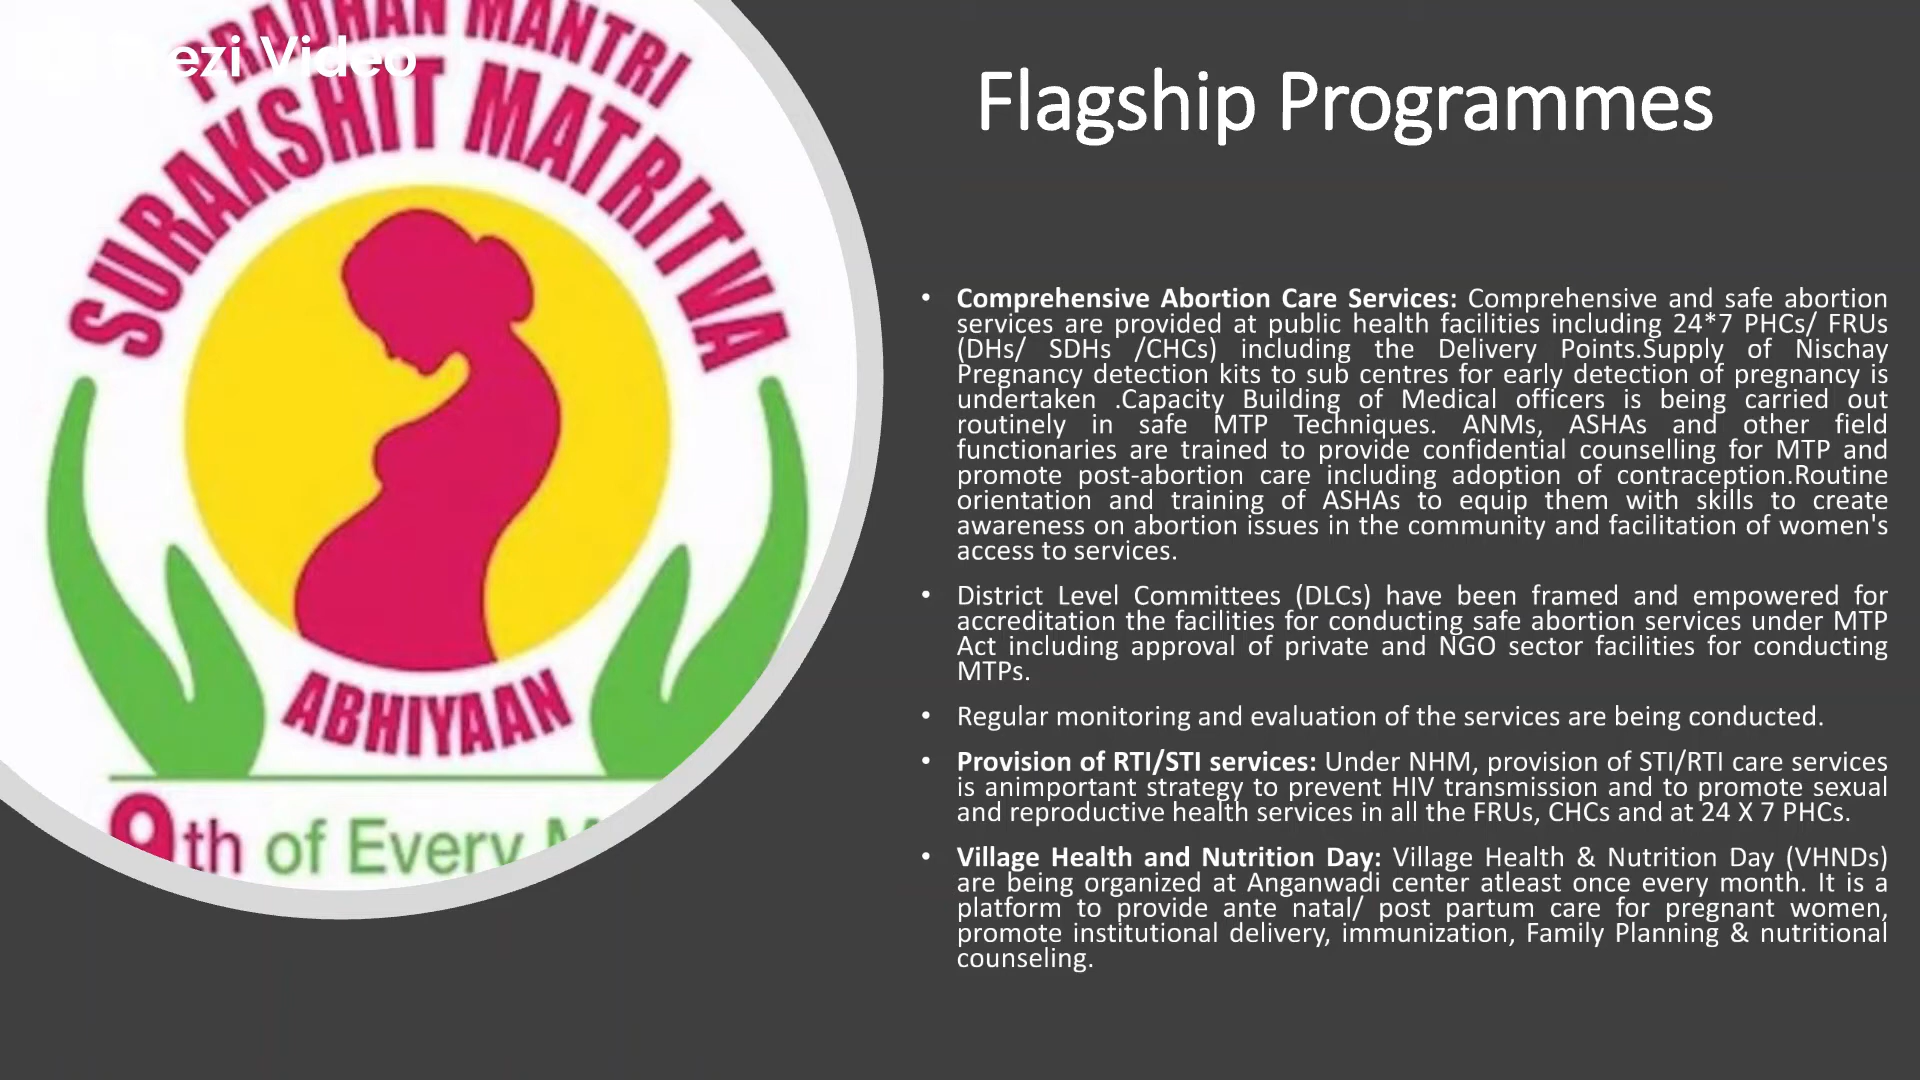 PRADHAN MANTRI
ezi Video
SURAKSHIT MATRITVA
ABHIYAAN
9th of Every
Flagship Programmes
• Comprehensive Abortion Care Services: Comprehensive and safe abortion
services are provided at public health facilities including 24*7 PHCs/ FRUs
(DHs/ SDHs /CHCs) including the Delivery Points.Supply of Nischay
Pregnancy detection kits to sub centres for early detection of pregnancy is
undertaken .Capacity Building of Medical officers is being carried out
routinely in safe MTP Techniques. ANMs, ASHAs and other field
functionaries are trained to provide confidential counselling for MTP and
promote post-abortion care including adoption of contraception.Routine
orientation and training of ASHAs to equip them with skills to create
awareness on abortion issues in the community and facilitation of women's
access to services.
• District Level Committees (DLCs) have been framed and empowered for
accreditation the facilities for conducting safe abortion services under MTP
Act including approval of private and NGO sector facilities for conducting
MTPs.
• Regular monitoring and evaluation of the services are being conducted.
• Provision of RTI/STI services: Under NHM, provision of STI/RTI care services
is animportant strategy to prevent HIV transmission and to promote sexual
and reproductive health services in all the FRUs, CHCs and at 24 X 7 PHCs.
• Village Health and Nutrition Day: Village Health & Nutrition Day (VHNDs)
are being organized at Anganwadi center atleast once every month. It is a
platform to provide ante natal/ post partum care for pregnant women,
promote institutional delivery, immunization, Family Planning & nutritional
counseling.